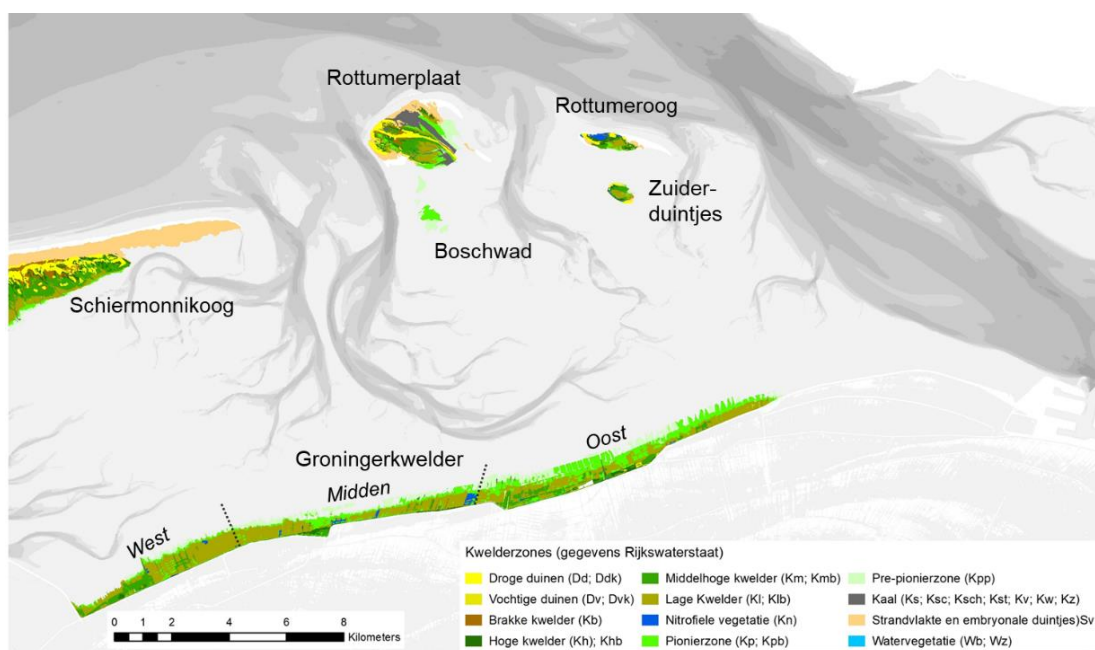 Rottumerplaat
Rottumeroog
Zuider-
duintjes
Boschwad
Schiermonnikoog
Oost
Groningerkwelder
Midden
West
Kwelderzones (gegevens Rijkswaterstaat)
Droge duinen (Dd; Ddk)
Vochtige duinen (Dv; Dvk)
Brakke kwelder (Kb)
Hoge kwelder (Kh); Khb
Middelhoge kwelder (Km; Kmb)
Lage Kwelder (Kl; Klb)
Nitrofiele vegetatie (Kn)
Pionierzone (Kp; Kpb)
Pre-pionierzone (Kpp)
Kaal (Ks; Ksc; Ksch; Kst; Kv; Kw; Kz)
Strandvlakte en embryonale duintjes)Sv
Watervegetatie (Wb; Wz)
0 1 2 4 6 8
Kilometers